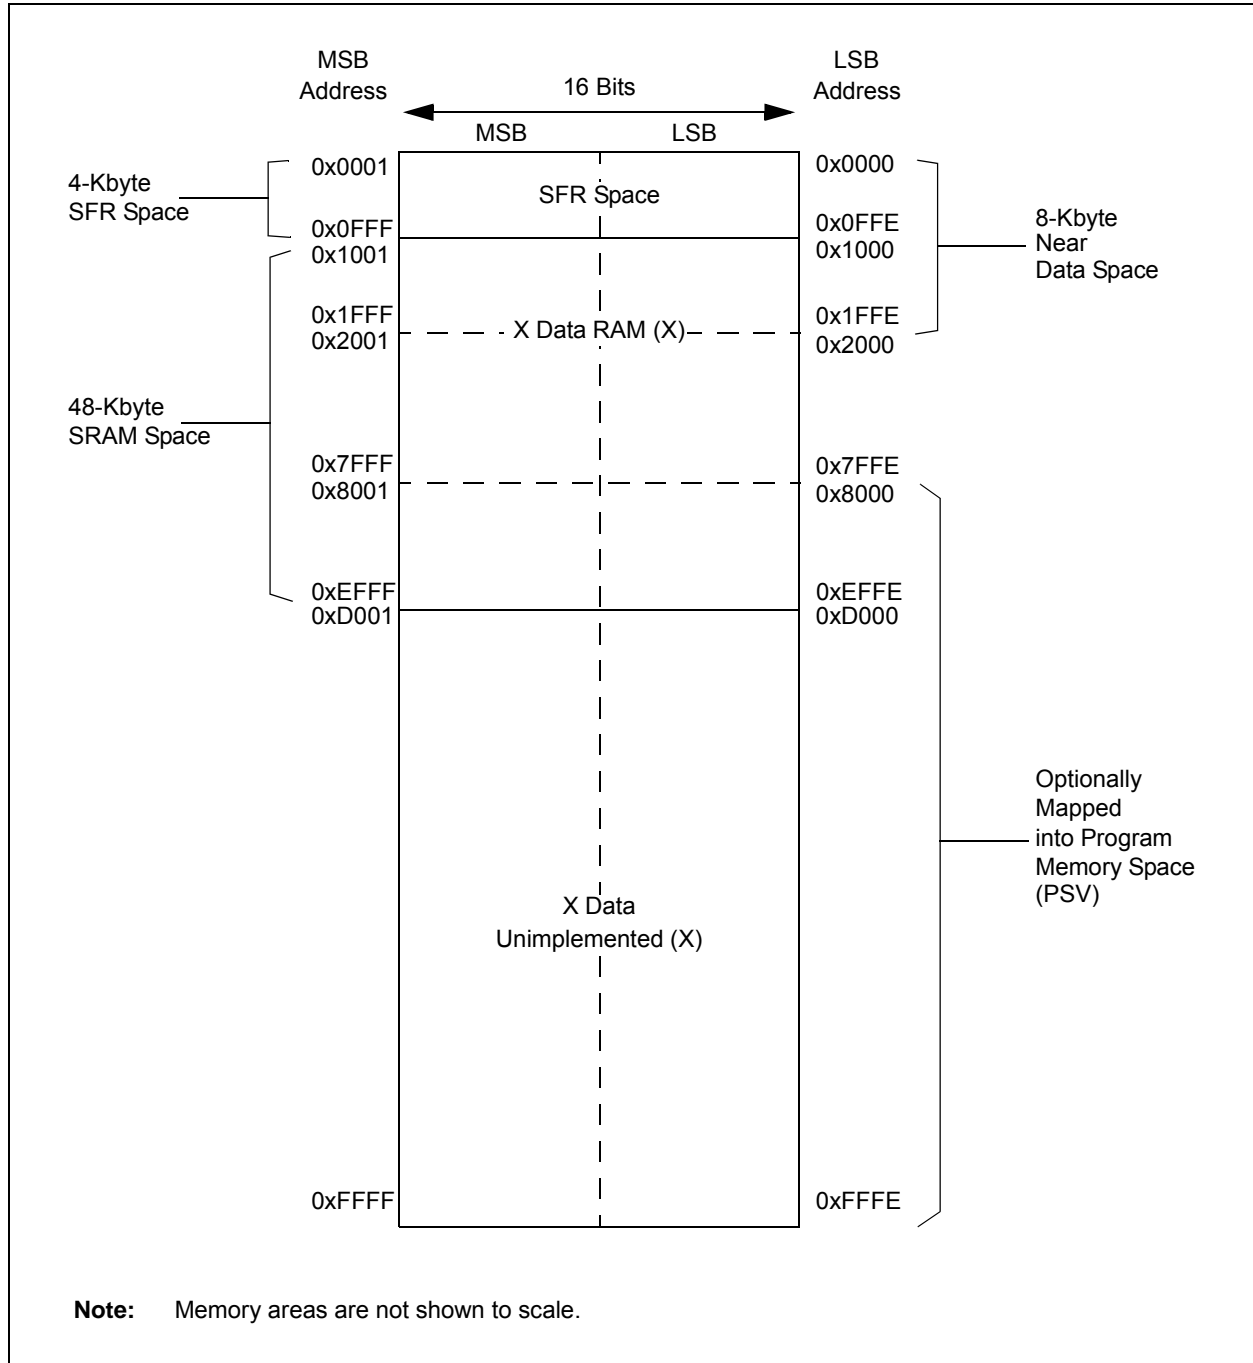 MSB
Address
16 Bits
LSB
Address
MSB
LSB
4-Kbyte
SFR Space
0x0001
0x0FFF
0x1001
SFR Space
0x0000
0x0FFE
0x1000
8-Kbyte
Near
Data Space
0x1FFF
0x2001
X Data RAM (X)
0x1FFE
0x2000
48-Kbyte
SRAM Space
0x7FFF
0x8001
0x7FFE
0x8000
0xEFFF
0xD001
0xEFFE
0xD000
Optionally
Mapped
into Program
Memory Space
(PSV)
X Data
Unimplemented (X)
0xFFFF
0xFFFE
Note: Memory areas are not shown to scale.